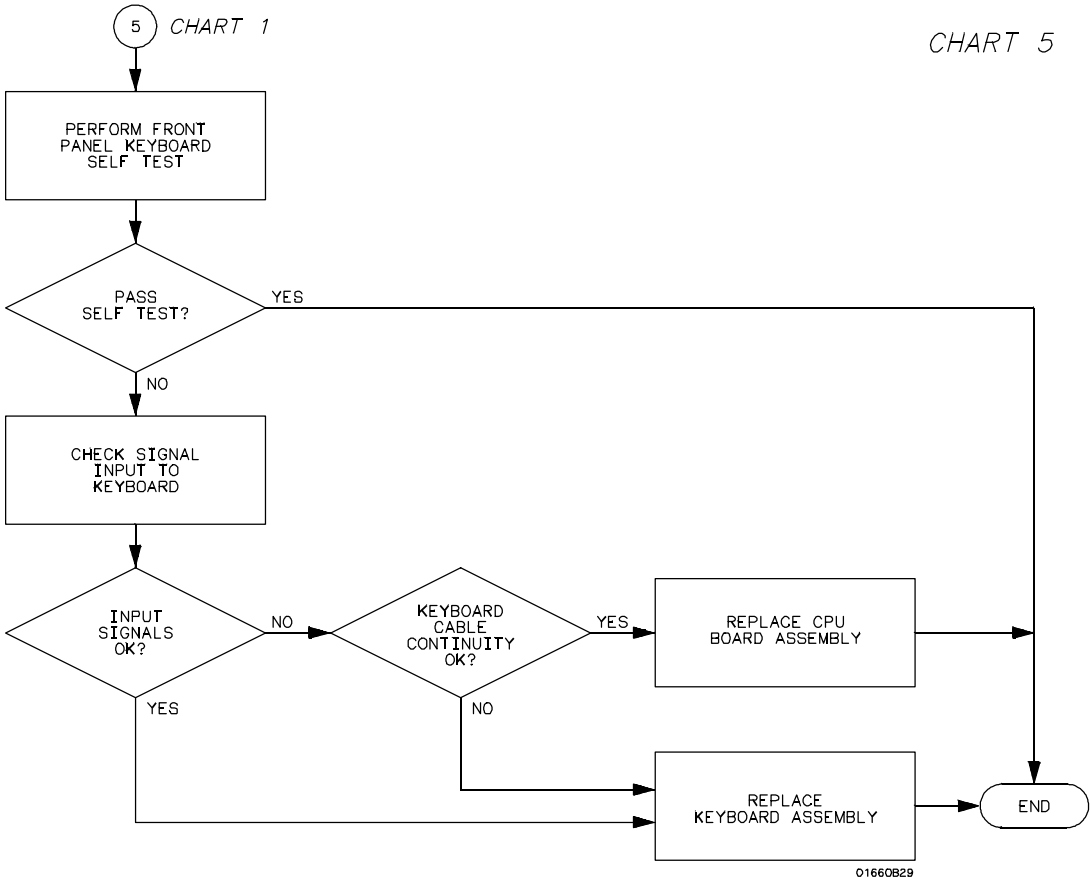 5 CHART 1
CHART 5
PERFORM FRONT
PANEL KEYBOARD
SELF TEST
PASS
SELF TEST?
YES
NO
CHECK SIGNAL
INPUT TO
KEYBOARD
INPUT
SIGNALS
OK?
NO
YES
KEYBOARD
CABLE
CONTINUITY
OK?
YES
NO
REPLACE CPU
BOARD ASSEMBLY
REPLACE
KEYBOARD ASSEMBLY
END
01660B29